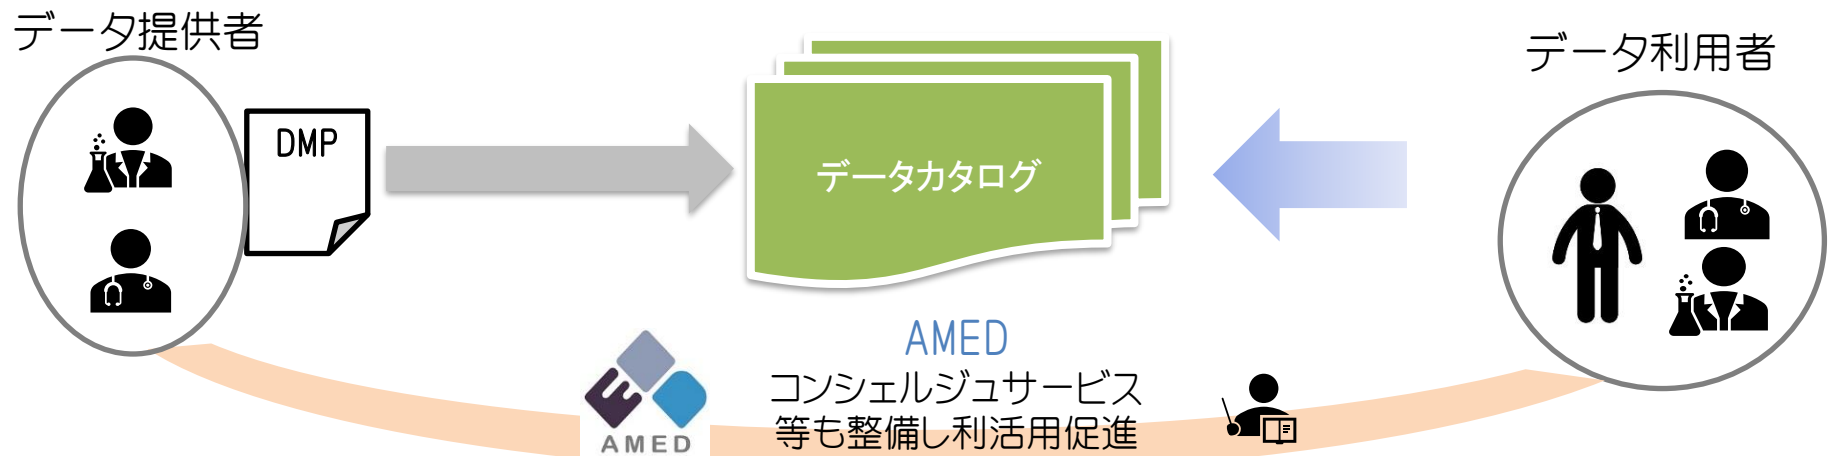 データ提供者
データ利用者
DMP
データカタログ
AMED
コンシェルジュサービス
等も整備し利活用促進
AMED